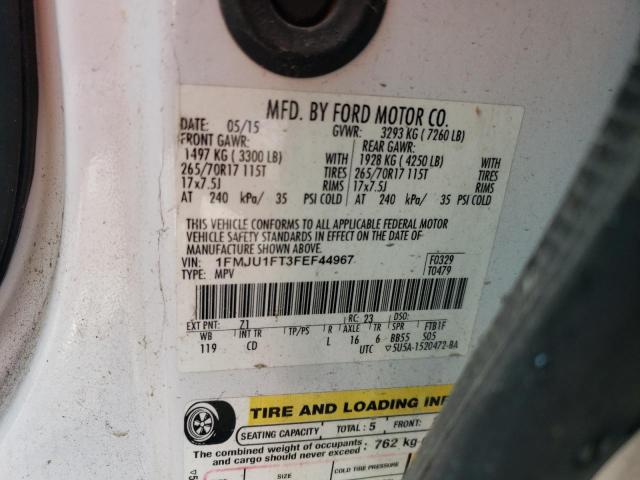 MFD. BY FORD MOTOR CO.
DATE: 05/15 GVWR: 3293 KG ( 7260 LB)
FRONT GAWR: REAR GAWR:
1497 KG ( 3300 LB) WITH 1928 KG ( 4250 LB) WITH
265/70R17 115T TIRES 265/70R17 115T TIRES
17x7.5J RIMS 17x7.5J RIMS
AT 240 kPa/ 35 PSI COLD AT 240 kPa/ 35 PSI COLD
THIS VEHICLE CONFORMS TO ALL APPLICABLE FEDERAL MOTOR
VEHICLE SAFETY STANDARDS IN EFFECT ON THE DATE OF
MANUFACTURE SHOWN ABOVE.
VIN: 1FMJU1FT3FEF44967 F0329
TYPE: MPV T0479
EXT PNT: Z1 RC: 23 DSO: FTB1F
WB INT TR TP/PS R AXLE TR SPR
119 CD L 16 6 BB55 505
UTC ▽5U5A-1520472-BA
TIRE AND LOADING IN
SEATING CAPACITY TOTAL: 5 FRONT:
The combined weight of occupants
and cargo should never exceed: 762 kg
COLD TIRE PRESSURE